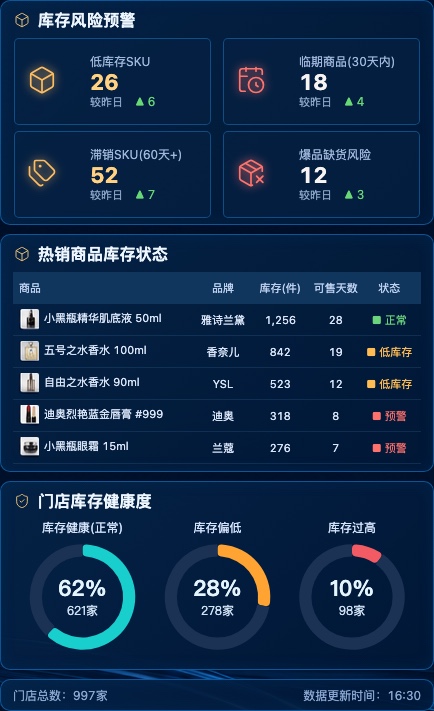 库存风险预警
低库存SKU
26
较昨日 ▲ 6
临期商品(30天内)
18
较昨日 ▲ 4
滞销SKU(60天+)
52
较昨日 ▲ 7
爆品缺货风险
12
较昨日 ▲ 3
热销商品库存状态
商品 品牌 库存(件) 可售天数 状态
小黑瓶精华肌底液 50ml 雅诗兰黛 1,256 28 正常
五号之水香水 100ml 香奈儿 842 19 低库存
自由之水香水 90ml YSL 523 12 低库存
迪奥烈艳蓝金唇膏 #999 迪奥 318 8 预警
小黑瓶眼霜 15ml 兰蔻 276 7 预警
门店库存健康度
库存健康(正常) 库存偏低 库存过高
62% 28% 10%
621家 278家 98家
门店总数：997家 数据更新时间：16:30